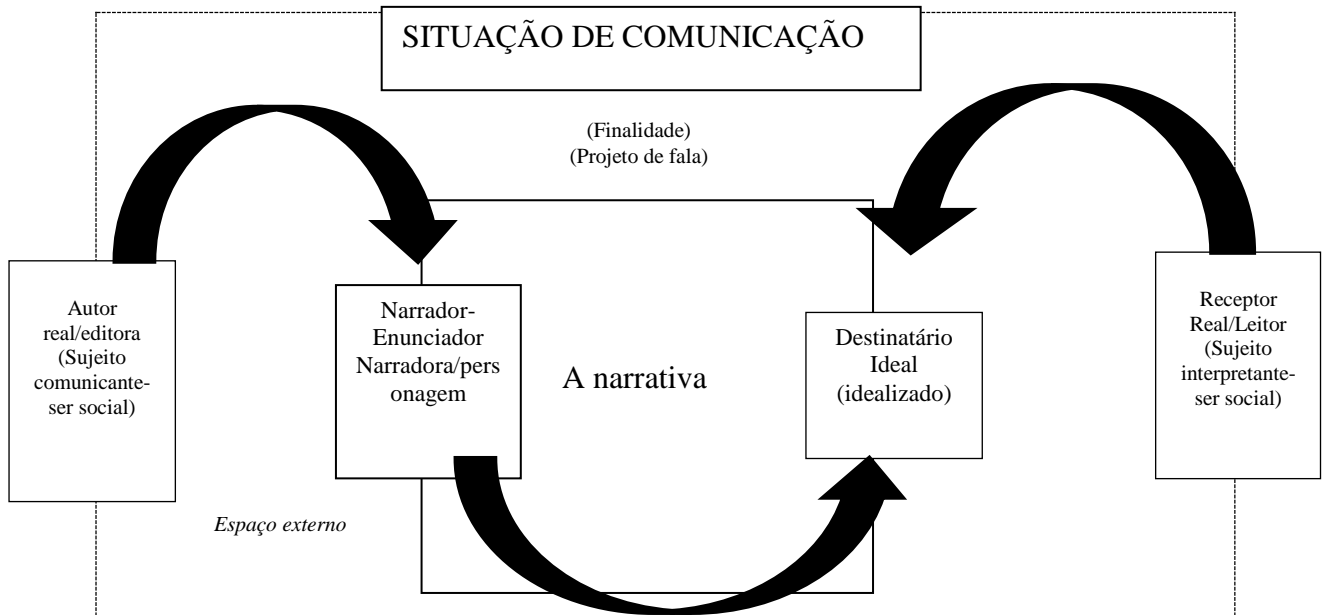 SITUAÇÃO DE COMUNICAÇÃO
(Finalidade)
(Projeto de fala)
Autor
real/editora
(Sujeito
comunicante-
ser social)
Narrador-
Enunciador
Narradora/pers
onagem
A narrativa
Destinatário
Ideal
(idealizado)
Receptor
Real/Leitor
(Sujeito
interpretante-
ser social)
Espaço externo